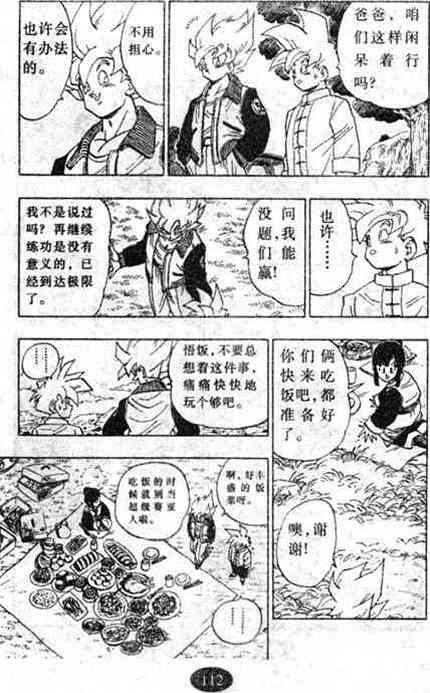 爸爸，咱
们这样闲
呆着行
吗？
不用
担心。
也许会
有办法
的。
也
许
……
问我能
没题们
，赢！
我不是说过
吗？再继续
练功是没有
意义的，已
经到达极限
了。
你们俩
快来吃
饭吧，都
准备好
了。
悟饭，不要总
想着这件事，
痛痛快快地
玩个够吧。
……
噢，谢
谢！
啊，好丰
盛的饭
菜呀。
吃饭的时
候就别当
超级赛亚
人啦。
……
112